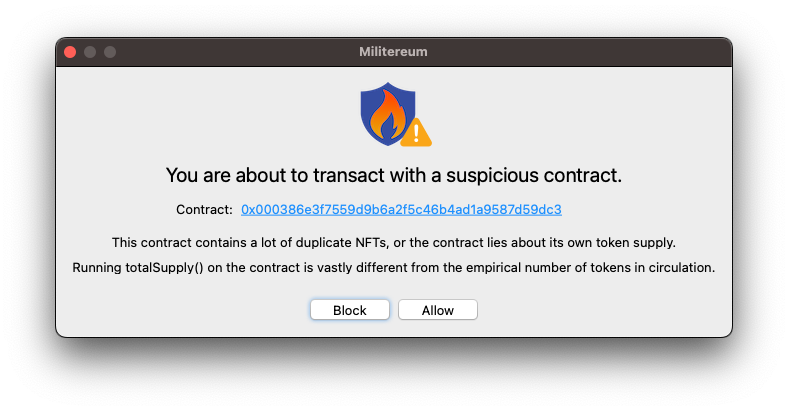 Militereum
You are about to transact with a suspicious contract.
Contract: 0x000386e3f7559d9b6a2f5c46b4ad1a9587d59dc3
This contract contains a lot of duplicate NFTs, or the contract lies about its own token supply.
Running totalSupply() on the contract is vastly different from the empirical number of tokens in circulation.
Block Allow